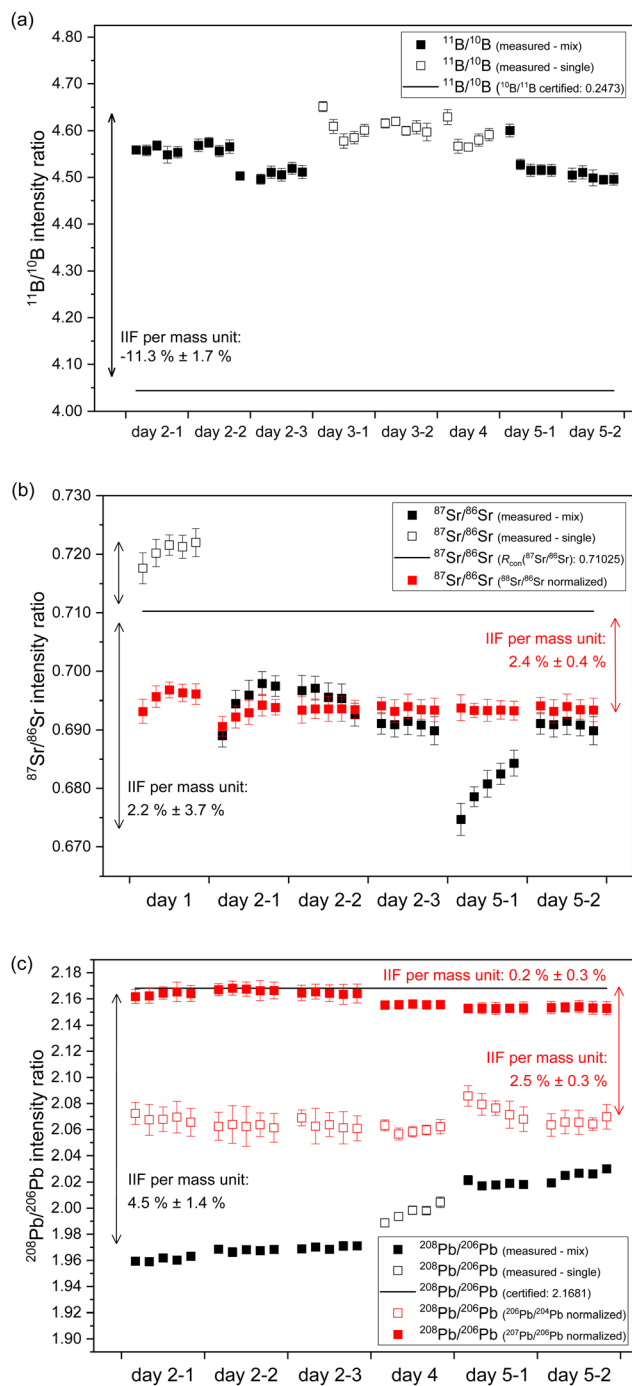 (a)
4.80
4.70
4.60
4.50
4.40
4.30
4.20
4.10
4.00
¹¹B/¹⁰B intensity ratio
¹¹B/¹⁰B (measured - mix)
¹¹B/¹⁰B (measured - single)
¹¹B/¹⁰B (¹⁰B/¹¹B certified: 0.2473)
IIF per mass unit:
-11.3 % ± 1.7 %
day 2-1 day 2-2 day 2-3 day 3-1 day 3-2 day 4 day 5-1 day 5-2
(b)
0.730
0.720
0.710
0.700
0.690
0.680
0.670
⁸⁷Sr/⁸⁶Sr intensity ratio
⁸⁷Sr/⁸⁶Sr (measured - mix)
⁸⁷Sr/⁸⁶Sr (measured - single)
⁸⁷Sr/⁸⁶Sr (Rcon(⁸⁷Sr/⁸⁶Sr): 0.71025)
⁸⁷Sr/⁸⁶Sr (⁸⁸Sr/⁸⁶Sr normalized)
IIF per mass unit:
2.4 % ± 0.4 %
IIF per mass unit:
2.2 % ± 3.7 %
day 1 day 2-1 day 2-2 day 2-3 day 5-1 day 5-2
(c)
2.18
2.16
2.14
2.12
2.10
2.08
2.06
2.04
2.02
2.00
1.98
1.96
1.94
1.92
1.90
²⁰⁸Pb/²⁰⁶Pb intensity ratio
IIF per mass unit: 0.2 % ± 0.3 %
IIF per mass unit:
2.5 % ± 0.3 %
IIF per mass unit:
4.5 % ± 1.4 %
²⁰⁸Pb/²⁰⁶Pb (measured - mix)
²⁰⁸Pb/²⁰⁶Pb (measured - single)
²⁰⁸Pb/²⁰⁶Pb (certified: 2.1681)
²⁰⁸Pb/²⁰⁶Pb (²⁰⁶Pb/²⁰⁴Pb normalized)
²⁰⁸Pb/²⁰⁶Pb (²⁰⁷Pb/²⁰⁶Pb normalized)
day 2-1 day 2-2 day 2-3 day 4 day 5-1 day 5-2